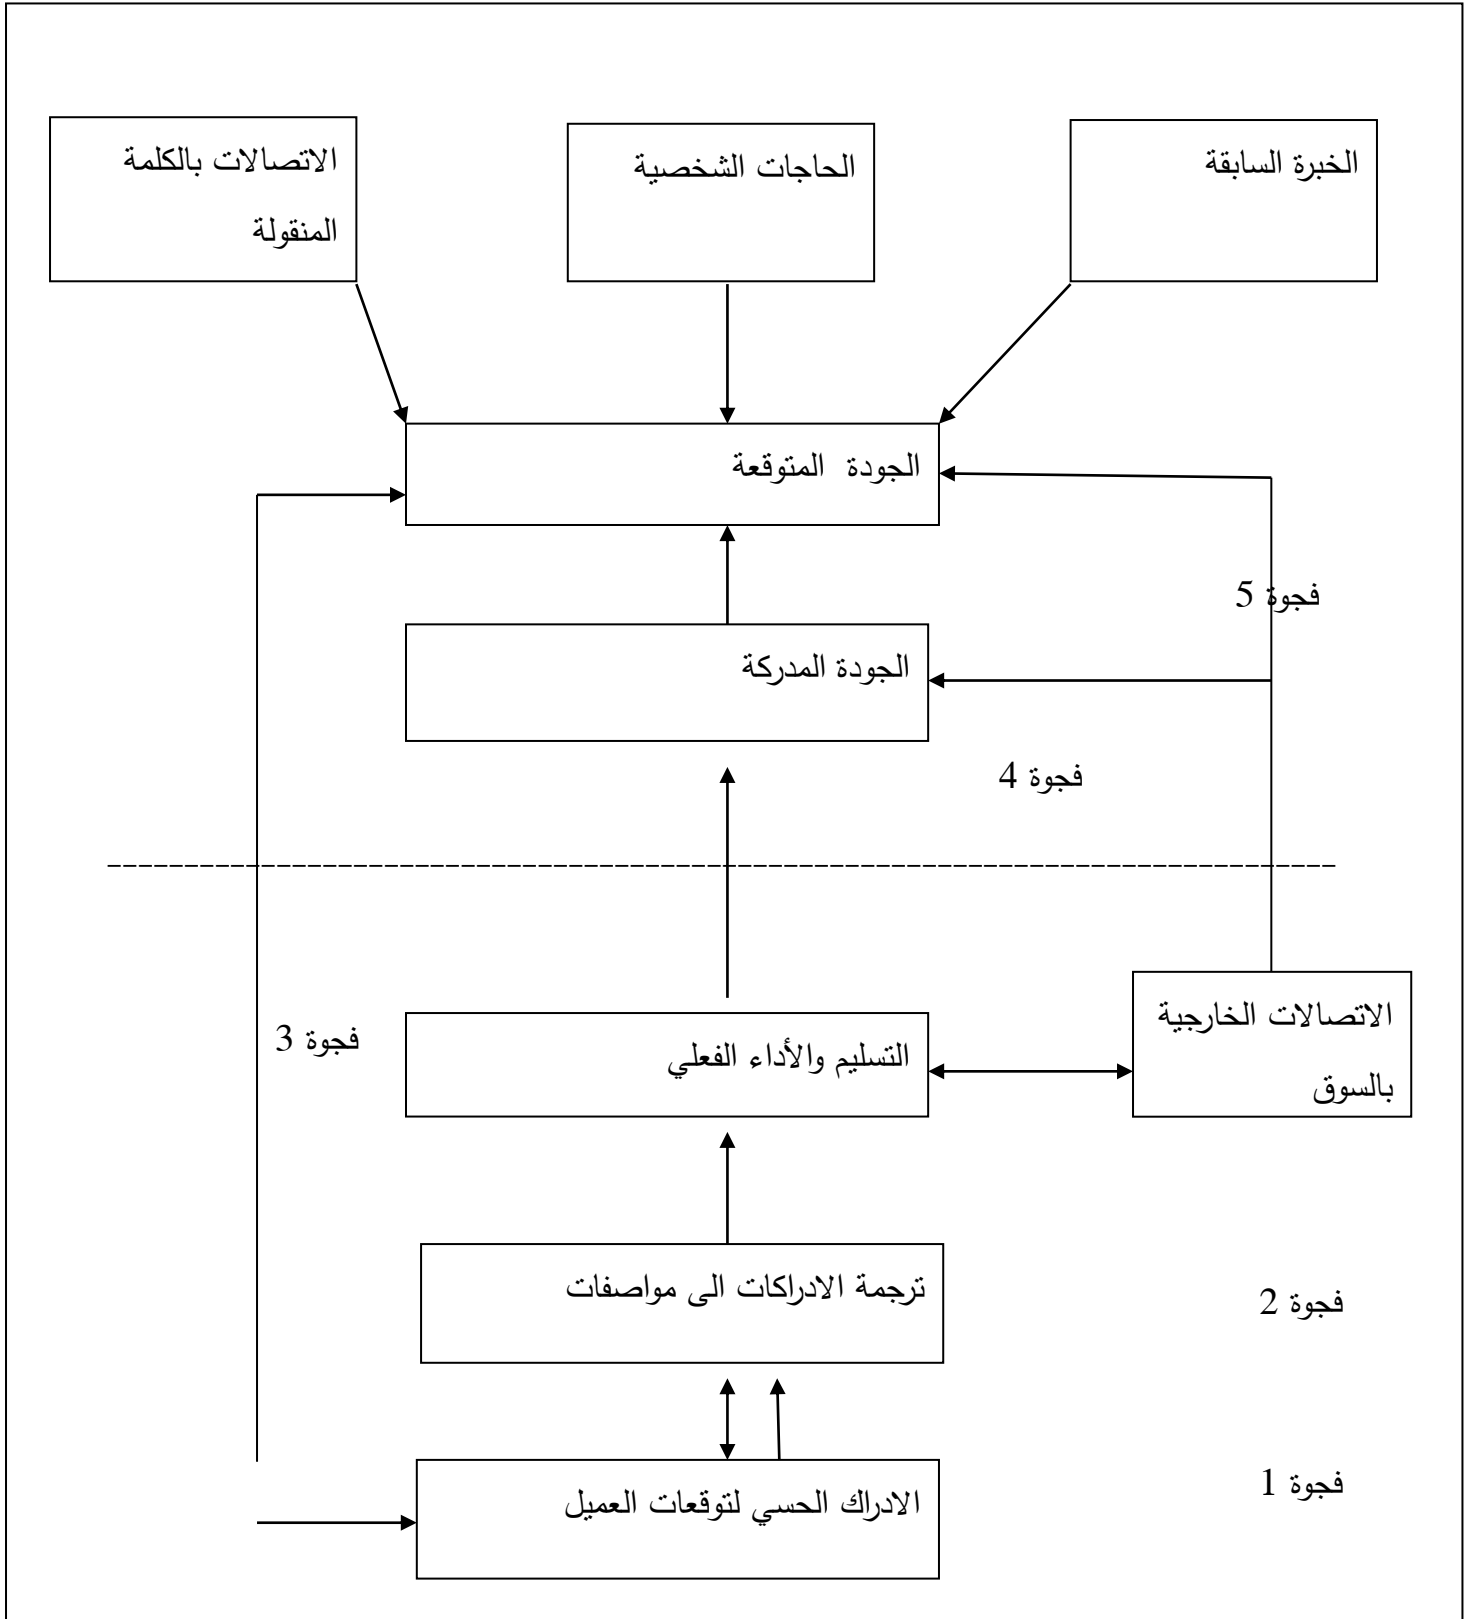 الخبرة السابقة
الحاجات الشخصية
الاتصالات بالكلمة
المنقولة
الجودة المتوقعة
فجوة 5
الجودة المدركة
فجوة 4
الاتصالات الخارجية
بالسوق
التسليم والأداء الفعلي
فجوة 3
ترجمة الادراكات الى مواصفات
فجوة 2
الادراك الحسي لتوقعات العميل
فجوة 1